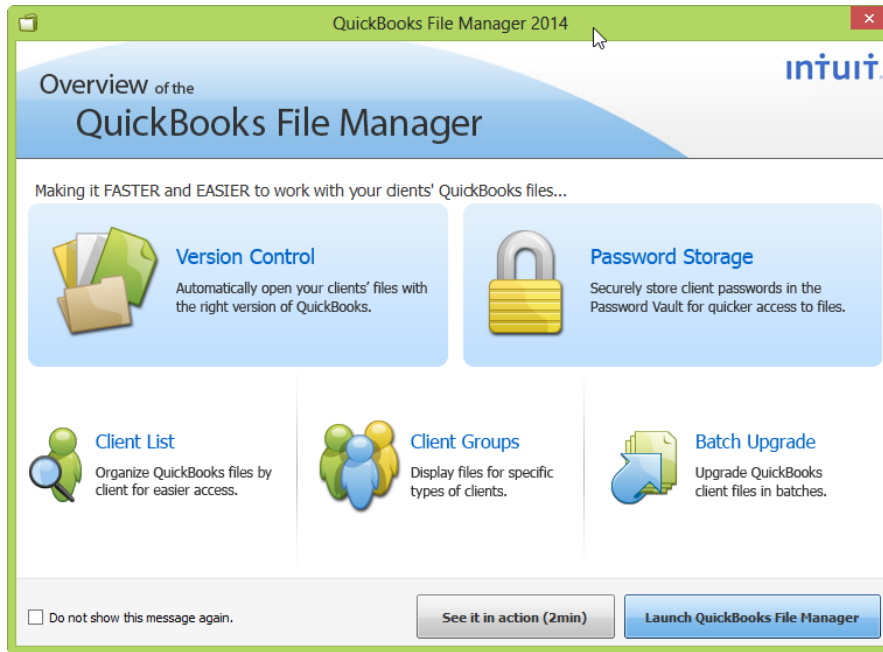 QuickBooks File Manager 2014
intuit.
Overview of the
QuickBooks File Manager
Making it FASTER and EASIER to work with your clients' QuickBooks files...
Version Control
Automatically open your clients' files with
the right version of QuickBooks.
Password Storage
Securely store client passwords in the
Password Vault for quicker access to files.
Client List
Organize QuickBooks files by
client for easier access.
Client Groups
Display files for specific
types of clients.
Batch Upgrade
Upgrade QuickBooks
client files in batches.
Do not show this message again.
See it in action (2min)
Launch QuickBooks File Manager